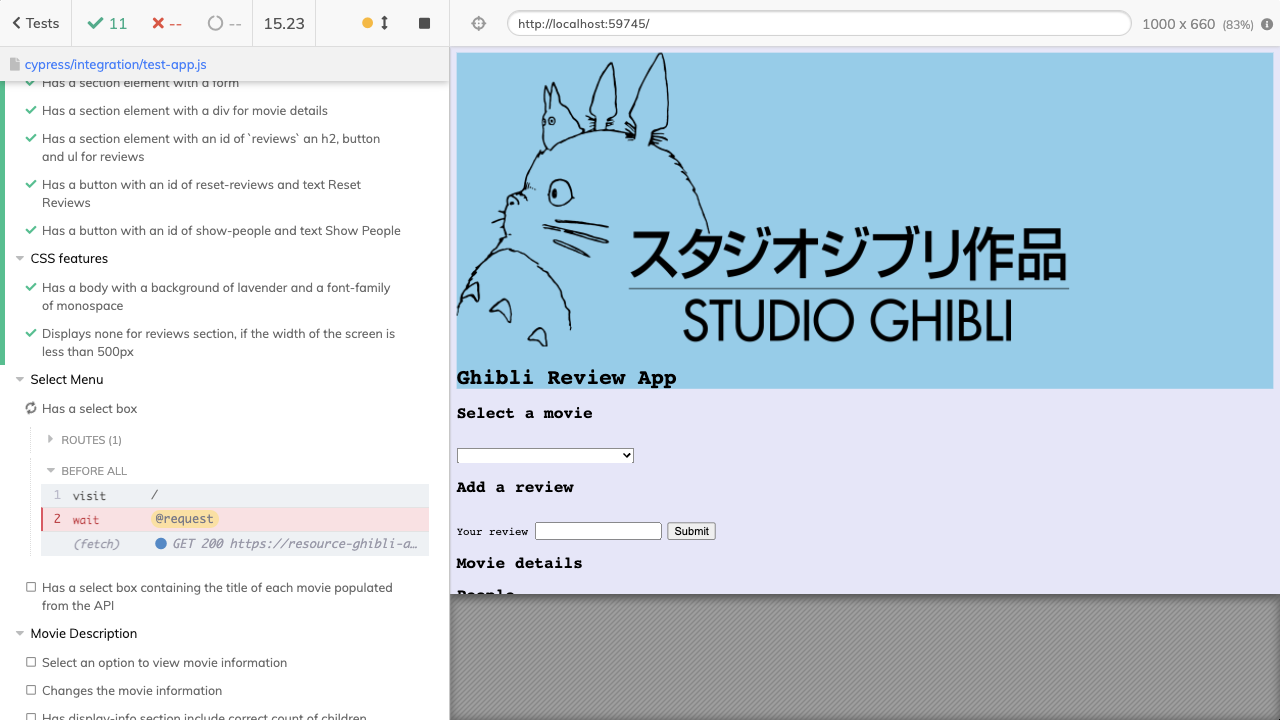 Tests
11
--
--
15.23
http://localhost:59745/
1000 x 660 (83%)
cypress/integration/test-app.js
Has a section element with a form
Has a section element with a div for movie details
Has a section element with an id of `reviews` an h2, button
and ul for reviews
Has a button with an id of reset-reviews and text Reset
Reviews
Has a button with an id of show-people and text Show People
CSS features
Has a body with a background of lavender and a font-family
of monospace
Displays none for reviews section, if the width of the screen is
less than 500px
Select Menu
Has a select box
ROUTES (1)
BEFORE ALL
1 visit /
2 wait @request
(fetch) GET 200 https://resource-ghibli-a…
Has a select box containing the title of each movie populated
from the API
Movie Description
Select an option to view movie information
Changes the movie information
Has display-info section include correct count of children
スタジオジブリ作品
STUDIO GHIBLI
Ghibli Review App
Select a movie
Add a review
Your review Submit
Movie details
People